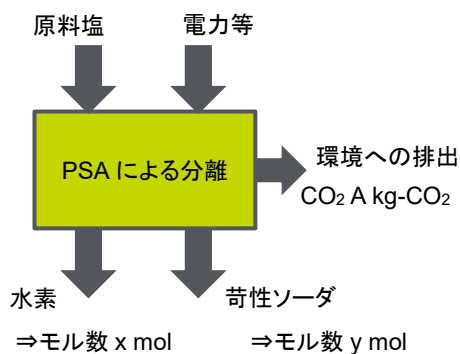 原料塩
電力等
PSA による分離
環境への排出
CO2 A kg-CO2
水素
苛性ソーダ
⇒モル数 x mol
⇒モル数 y mol